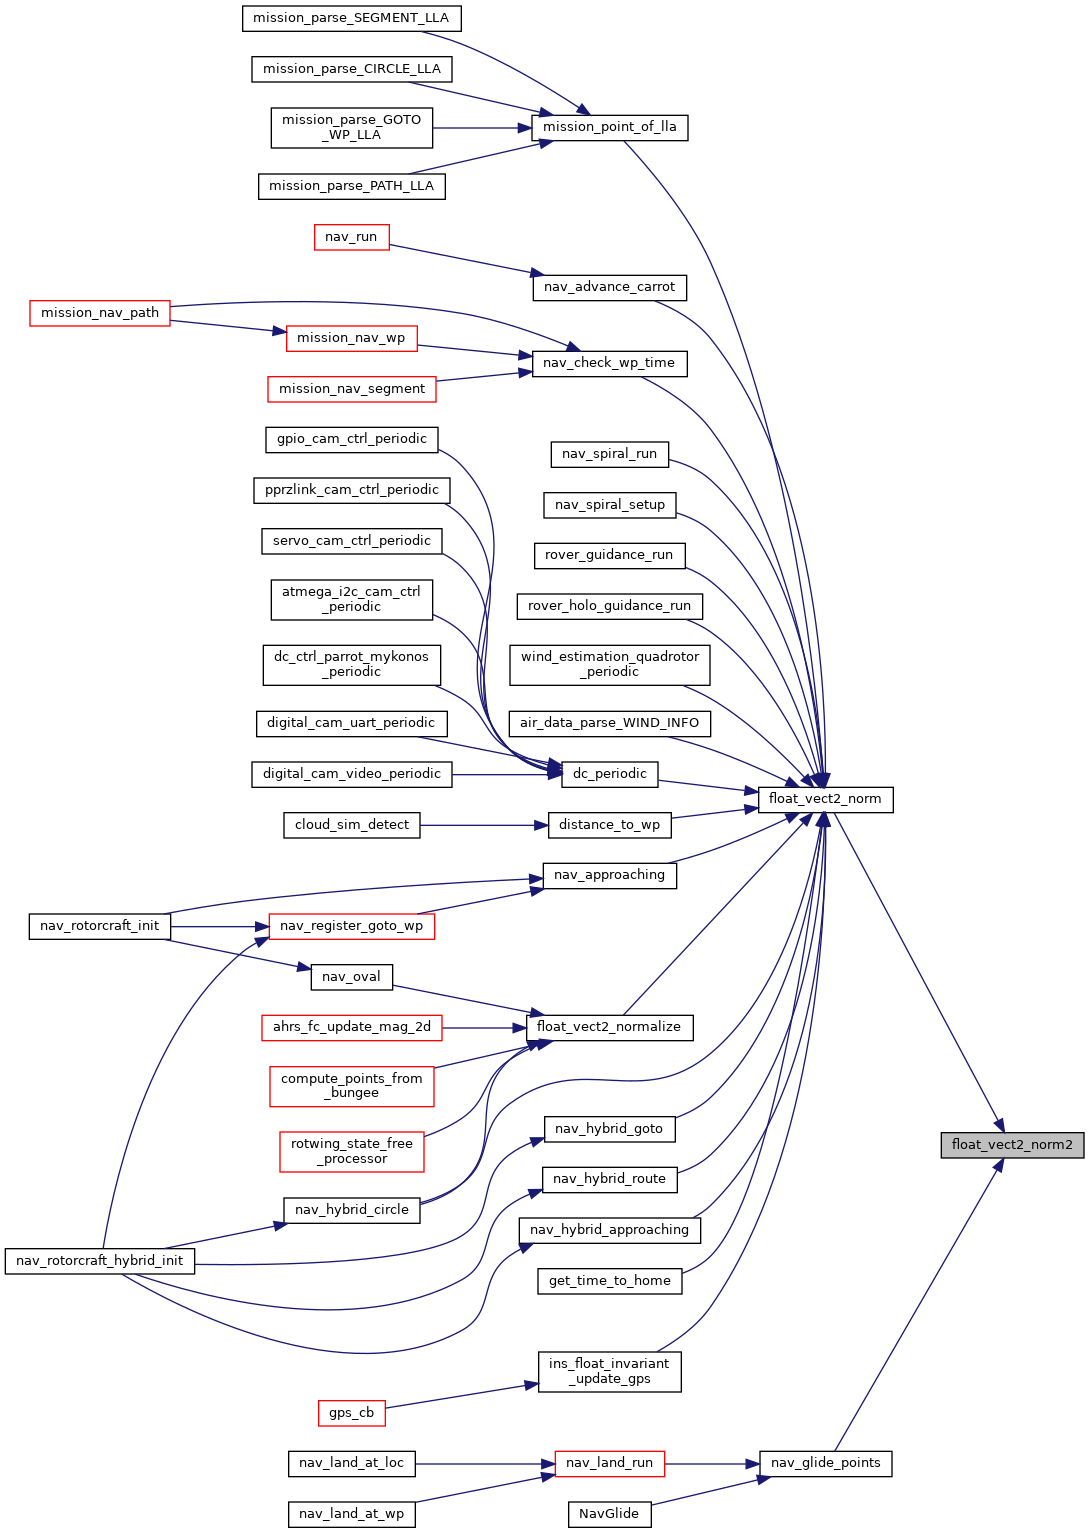 mission_parse_SEGMENT_LLA
mission_parse_CIRCLE_LLA
mission_parse_GOTO
_WP_LLA
mission_point_of_lla
mission_parse_PATH_LLA
nav_run
nav_advance_carrot
mission_nav_path
mission_nav_wp
nav_check_wp_time
mission_nav_segment
gpio_cam_ctrl_periodic
nav_spiral_run
pprzlink_cam_ctrl_periodic
nav_spiral_setup
servo_cam_ctrl_periodic
rover_guidance_run
atmega_i2c_cam_ctrl
_periodic
rover_holo_guidance_run
dc_ctrl_parrot_mykonos
_periodic
wind_estimation_quadrotor
_periodic
digital_cam_uart_periodic
air_data_parse_WIND_INFO
digital_cam_video_periodic
dc_periodic
float_vect2_norm
cloud_sim_detect
distance_to_wp
nav_approaching
nav_rotorcraft_init
nav_register_goto_wp
nav_oval
ahrs_fc_update_mag_2d
float_vect2_normalize
compute_points_from
_bungee
rotwing_state_free
_processor
nav_hybrid_goto
float_vect2_norm2
nav_hybrid_route
nav_hybrid_circle
nav_hybrid_approaching
nav_rotorcraft_hybrid_init
get_time_to_home
ins_float_invariant
_update_gps
gps_cb
nav_land_at_loc
nav_land_run
nav_glide_points
nav_land_at_wp
NavGlide